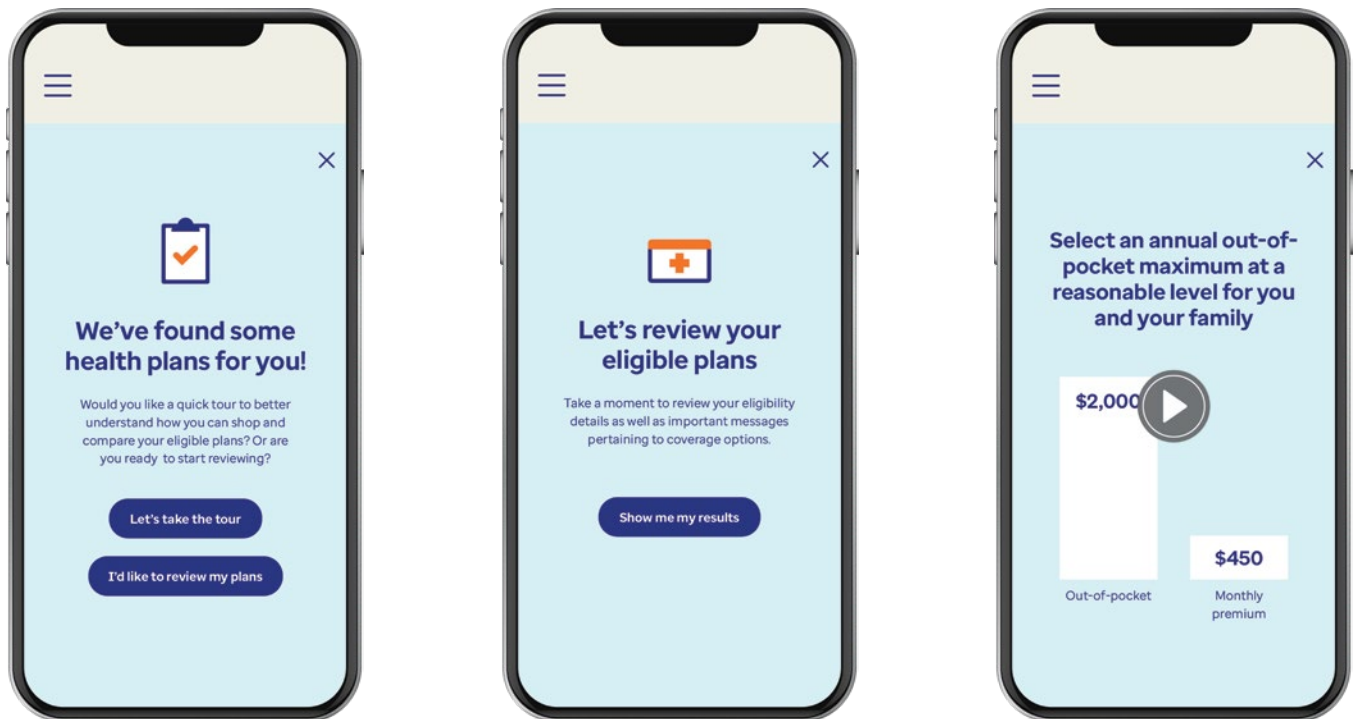 We've found some
health plans for you!
Would you like a quick tour to better
understand how you can shop and
compare your eligible plans? Or are
you ready to start reviewing?
Let's take the tour
I'd like to review my plans
Let's review your
eligible plans
Take a moment to review your eligibility
details as well as important messages
pertaining to coverage options.
Show me my results
Select an annual out-of-
pocket maximum at a
reasonable level for you
and your family
$2,000
$450
Out-of-pocket
Monthly
premium